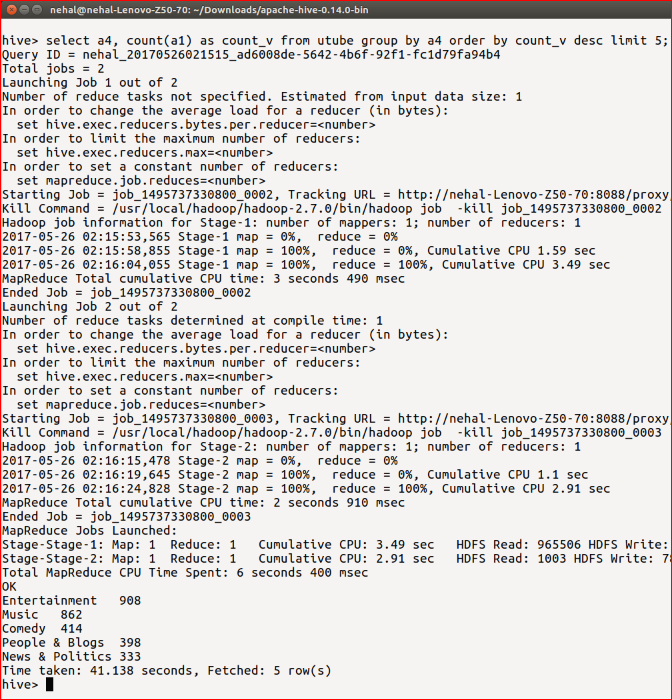 nehal@nehal-Lenovo-Z50-70: ~/Downloads/apache-hive-0.14.0-bin
hive> select a4, count(a1) as count_v from utube group by a4 order by count_v desc limit 5;
Query ID = nehal_20170526021515_ad6008de-5642-4b6f-92f1-fc1d79fa94b4
Total jobs = 2
Launching Job 1 out of 2
Number of reduce tasks not specified. Estimated from input data size: 1
In order to change the average load for a reducer (in bytes):
  set hive.exec.reducers.bytes.per.reducer=<number>
In order to limit the maximum number of reducers:
  set hive.exec.reducers.max=<number>
In order to set a constant number of reducers:
  set mapreduce.job.reduces=<number>
Starting Job = job_1495737330800_0002, Tracking URL = http://nehal-Lenovo-Z50-70:8088/proxy/
Kill Command = /usr/local/hadoop/hadoop-2.7.0/bin/hadoop job  -kill job_1495737330800_0002
Hadoop job information for Stage-1: number of mappers: 1; number of reducers: 1
2017-05-26 02:15:53,565 Stage-1 map = 0%,  reduce = 0%
2017-05-26 02:15:58,855 Stage-1 map = 100%,  reduce = 0%, Cumulative CPU 1.59 sec
2017-05-26 02:16:04,055 Stage-1 map = 100%,  reduce = 100%, Cumulative CPU 3.49 sec
MapReduce Total cumulative CPU time: 3 seconds 490 msec
Ended Job = job_1495737330800_0002
Launching Job 2 out of 2
Number of reduce tasks determined at compile time: 1
In order to change the average load for a reducer (in bytes):
  set hive.exec.reducers.bytes.per.reducer=<number>
In order to limit the maximum number of reducers:
  set hive.exec.reducers.max=<number>
In order to set a constant number of reducers:
  set mapreduce.job.reduces=<number>
Starting Job = job_1495737330800_0003, Tracking URL = http://nehal-Lenovo-Z50-70:8088/proxy/
Kill Command = /usr/local/hadoop/hadoop-2.7.0/bin/hadoop job  -kill job_1495737330800_0003
Hadoop job information for Stage-2: number of mappers: 1; number of reducers: 1
2017-05-26 02:16:15,478 Stage-2 map = 0%,  reduce = 0%
2017-05-26 02:16:19,645 Stage-2 map = 100%,  reduce = 0%, Cumulative CPU 1.1 sec
2017-05-26 02:16:24,828 Stage-2 map = 100%,  reduce = 100%, Cumulative CPU 2.91 sec
MapReduce Total cumulative CPU time: 2 seconds 910 msec
Ended Job = job_1495737330800_0003
MapReduce Jobs Launched:
Stage-Stage-1: Map: 1  Reduce: 1   Cumulative CPU: 3.49 sec   HDFS Read: 965506 HDFS Write:
Stage-Stage-2: Map: 1  Reduce: 1   Cumulative CPU: 2.91 sec   HDFS Read: 1003 HDFS Write: 78
Total MapReduce CPU Time Spent: 6 seconds 400 msec
OK
Entertainment   908
Music   862
Comedy  414
People & Blogs  398
News & Politics 333
Time taken: 41.138 seconds, Fetched: 5 row(s)
hive>